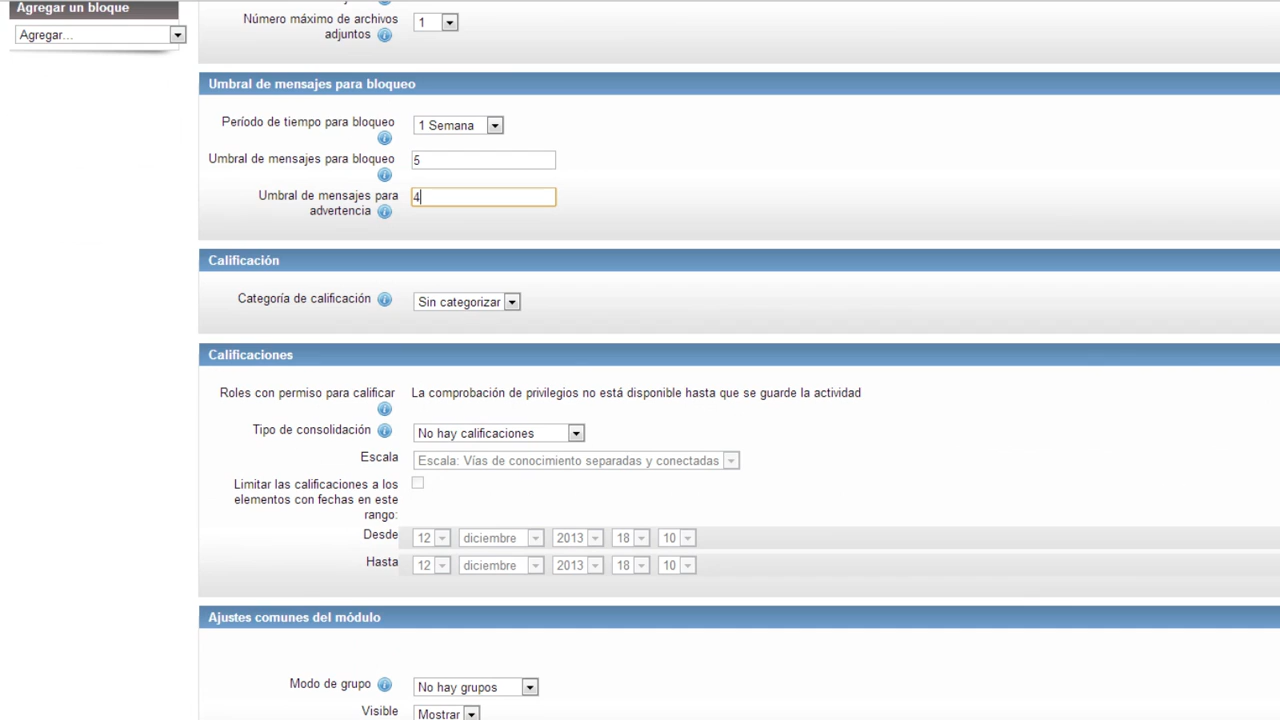 Agregar un bloque
Agregar...
Número máximo de archivos
adjuntos
1
Umbral de mensajes para bloqueo
Período de tiempo para bloqueo
1 Semana
Umbral de mensajes para bloqueo
5
Umbral de mensajes para
advertencia
4
Calificación
Categoría de calificación
Sin categorizar
Calificaciones
Roles con permiso para calificar
La comprobación de privilegios no está disponible hasta que se guarde la actividad
Tipo de consolidación
No hay calificaciones
Escala
Escala: Vías de conocimiento separadas y conectadas
Limitar las calificaciones a los
elementos con fechas en este
rango:
Desde
12 diciembre 2013 18 10
Hasta
12 diciembre 2013 18 10
Ajustes comunes del módulo
Modo de grupo
No hay grupos
Visible
Mostrar